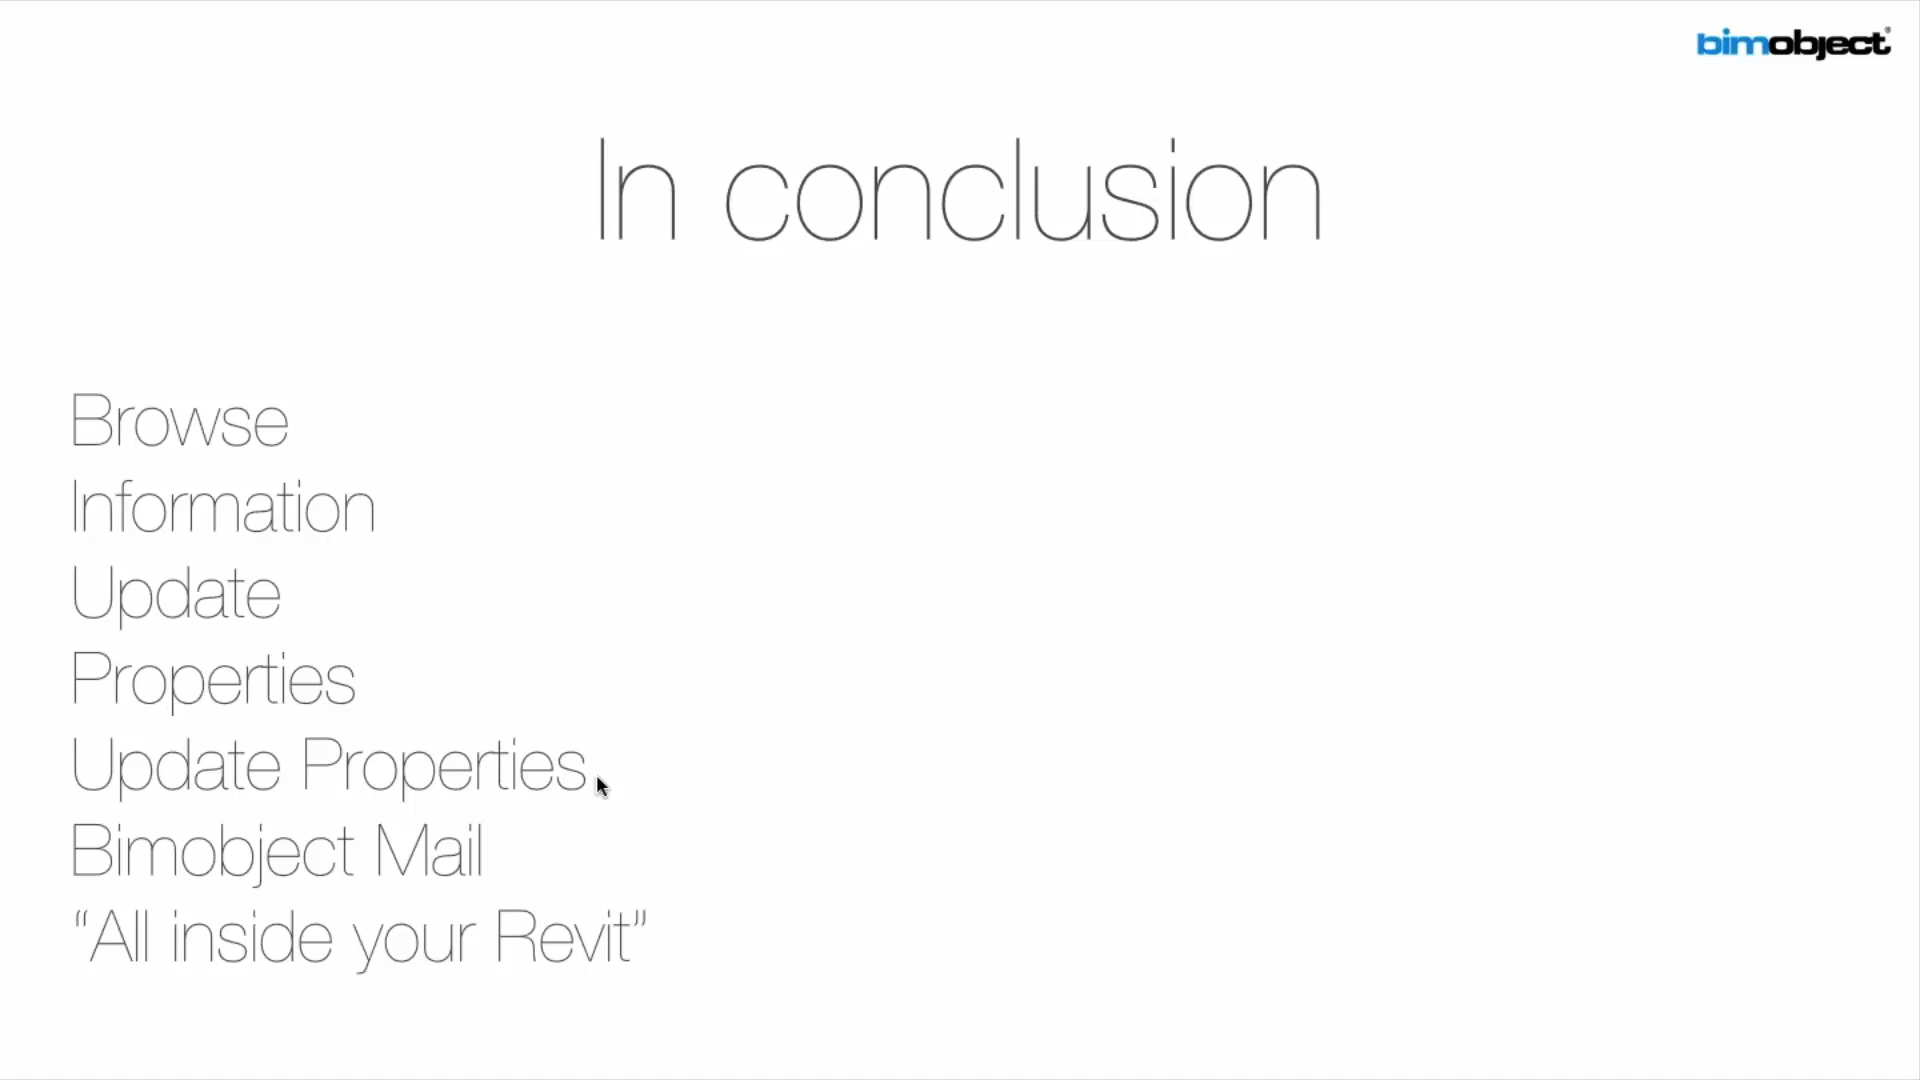 bimobject®
In conclusion
Browse
Information
Update
Properties
Update Properties
Bimobject Mail
“All inside your Revit”